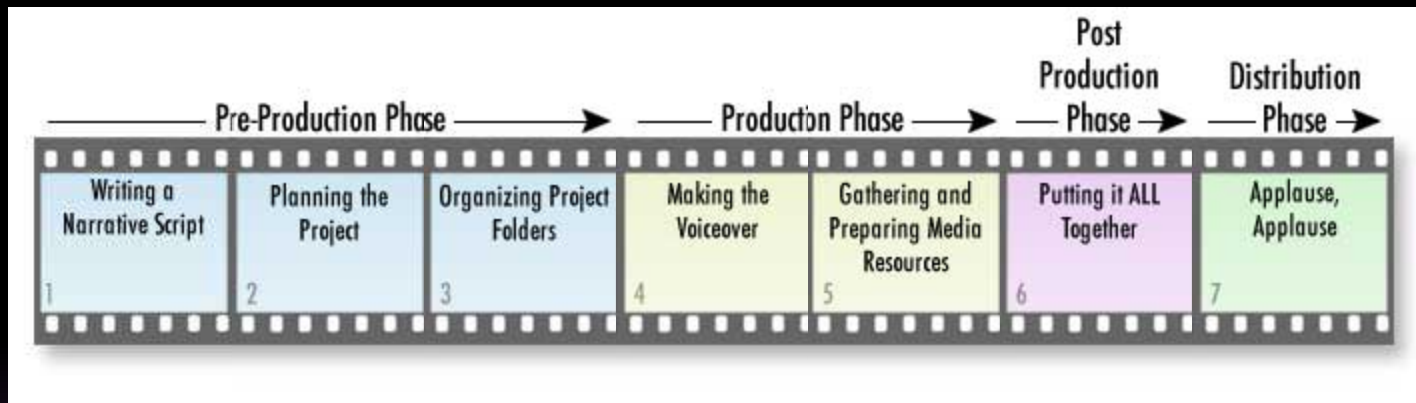 Pre-Production Phase
Production Phase
Post
Production
Phase
Distribution
Phase
Writing a
Narrative Script
1
Planning the
Project
2
Organizing Project
Folders
3
Making the
Voiceover
4
Gathering and
Preparing Media
Resources
5
Putting it ALL
Together
6
Applause,
Applause
7